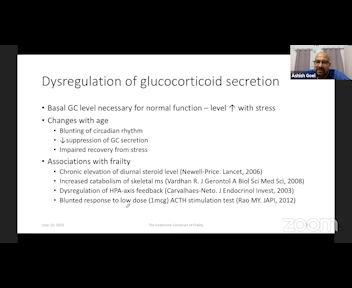 Ashish Goel
Dysregulation of glucocorticoid secretion
• Basal GC level necessary for normal function – level ↑ with stress
• Changes with age
• Blunting of circadian rhythm
• ↓suppression of GC secretion
• Impaired recovery from stress
• Associations with frailty
• Chronic elevation of diurnal steroid level (Newell-Price. Lancet, 2006)
• Increased catabolism of skeletal ms (Vardhan R. J Gerontol A Biol Sci Med Sci, 2008)
• Dysregulation of HPA-axis feedback (Carvalhaes-Neto. J Endocrinol Invest, 2003)
• Blunted response to low dose (1mcg) ACTH stimulation test (Rao MY. JAPI, 2012)
zoom